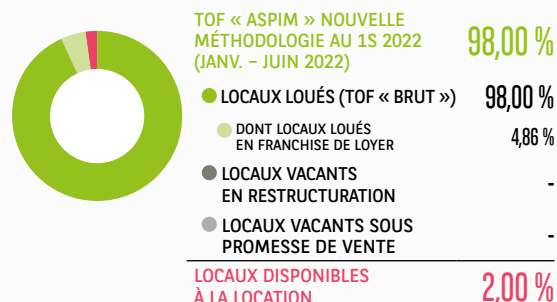 TOF « ASPIM » NOUVELLE
MÉTHODOLOGIE AU 1S 2022
(JANV. – JUIN 2022)
98,00 %
LOCAUX LOUÉS (TOF « BRUT »)
98,00 %
DONT LOCAUX LOUÉS
EN FRANCHISE DE LOYER
4,86 %
LOCAUX VACANTS
EN RESTRUCTURATION
-
LOCAUX VACANTS SOUS
PROMESSE DE VENTE
-
LOCAUX DISPONIBLES
À LA LOCATION
2,00 %